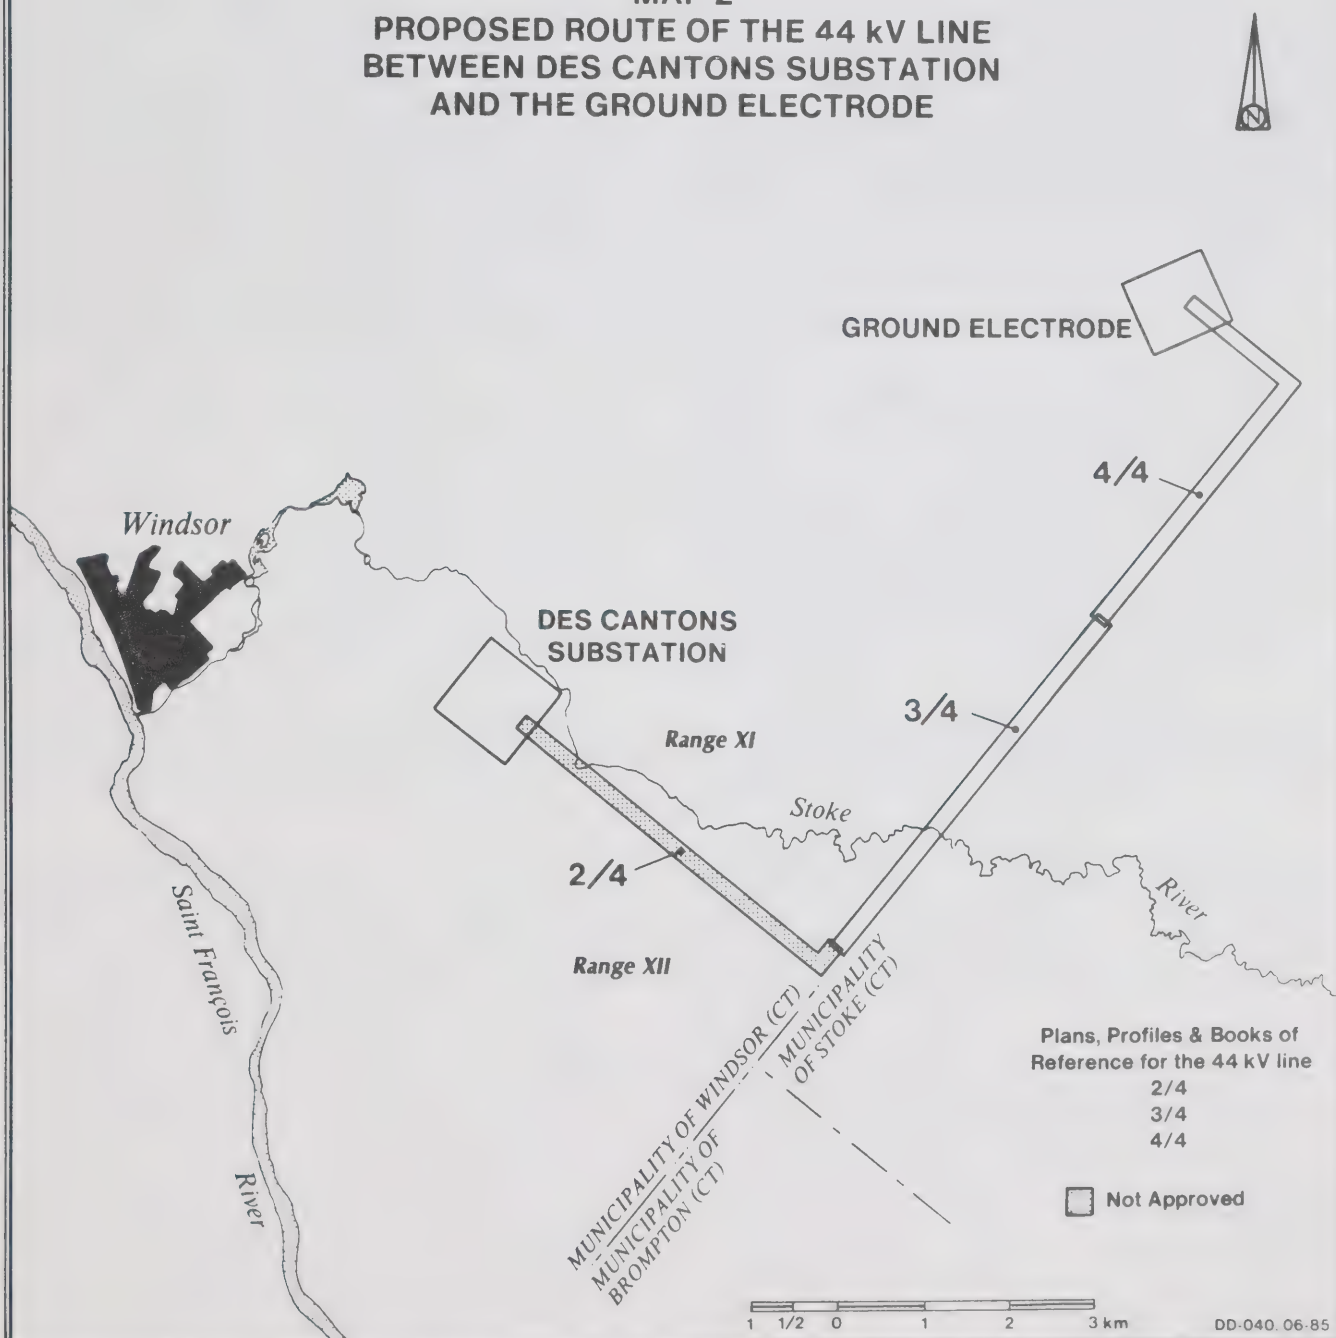 MAP 2
PROPOSED ROUTE OF THE 44 kV LINE
BETWEEN DES CANTONS SUBSTATION
AND THE GROUND ELECTRODE
N
GROUND ELECTRODE
4/4
Windsor
DES CANTONS
SUBSTATION
3/4
Range XI
Stoke
2/4
River
Saint François
Range XII
MUNICIPALITY OF WINDSOR (CT)
MUNICIPALITY
OF STOKE (CT)
MUNICIPALITY OF
BROMPTON (CT)
River
Plans, Profiles & Books of
Reference for the 44 kV line
2/4
3/4
4/4
Not Approved
1 1/2 0 1 2 3 km
DD-040. 06-85